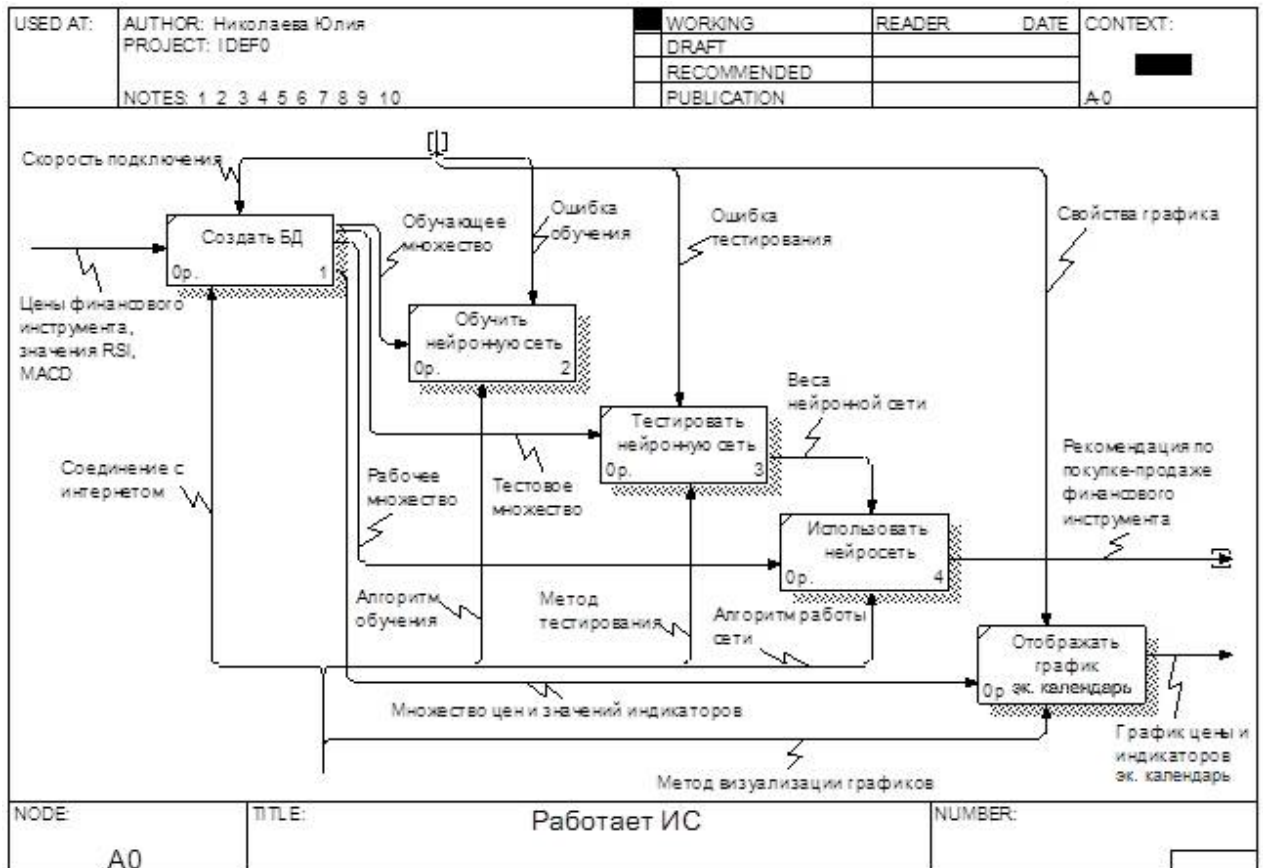 USED AT:
AUTHOR: Николаева Юлия
PROJECT: IDEF0
NOTES: 1 2 3 4 5 6 7 8 9 10
WORKING
DRAFT
RECOMMENDED
PUBLICATION
READER
DATE
CONTEXT:
A-0
Скорость подключения
Создать БД
0р.
1
Цены финансового
инструмента,
значения RSI,
MACD
Обучающее
множество
Ошибка
обучения
Ошибка
тестирования
Свойства графика
Обучить
нейронную сеть
0р.
2
Веса
нейронной сети
Тестировать
нейронную сеть
0р.
3
Соединение с
интернетом
Рабочее
множество
Тестовое
множество
Рекомендация по
покупке-продаже
финансового
инструмента
Использовать
нейросеть
0р.
4
Алгоритм
обучения
Метод
тестирования
Алгоритм работы
сети
Отображать
график
0р эк. календарь
Множество цен и значений индикаторов
График цены и
индикаторов
эк. календарь
Метод визуализации графиков
NODE:
A0
TITLE:
Работает ИС
NUMBER: